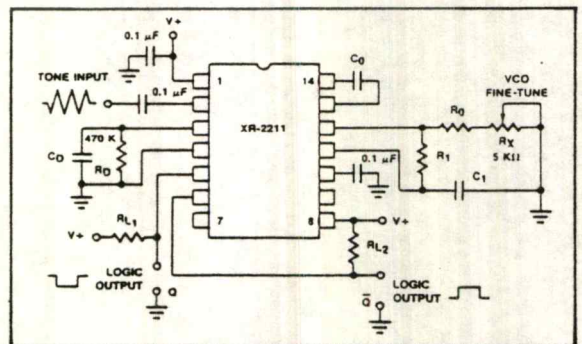 V+
0.1 μF
TONE INPUT
0.1 μF
1
14
C0
XR-2211
VCO
FINE-TUNE
R0
RX
5 KΩ
470 K
CD
RD
R1
0.1 μF
C1
RL1
V+
7
8
V+
RL2
LOGIC
OUTPUT
Q
LOGIC
OUTPUT
Q̅